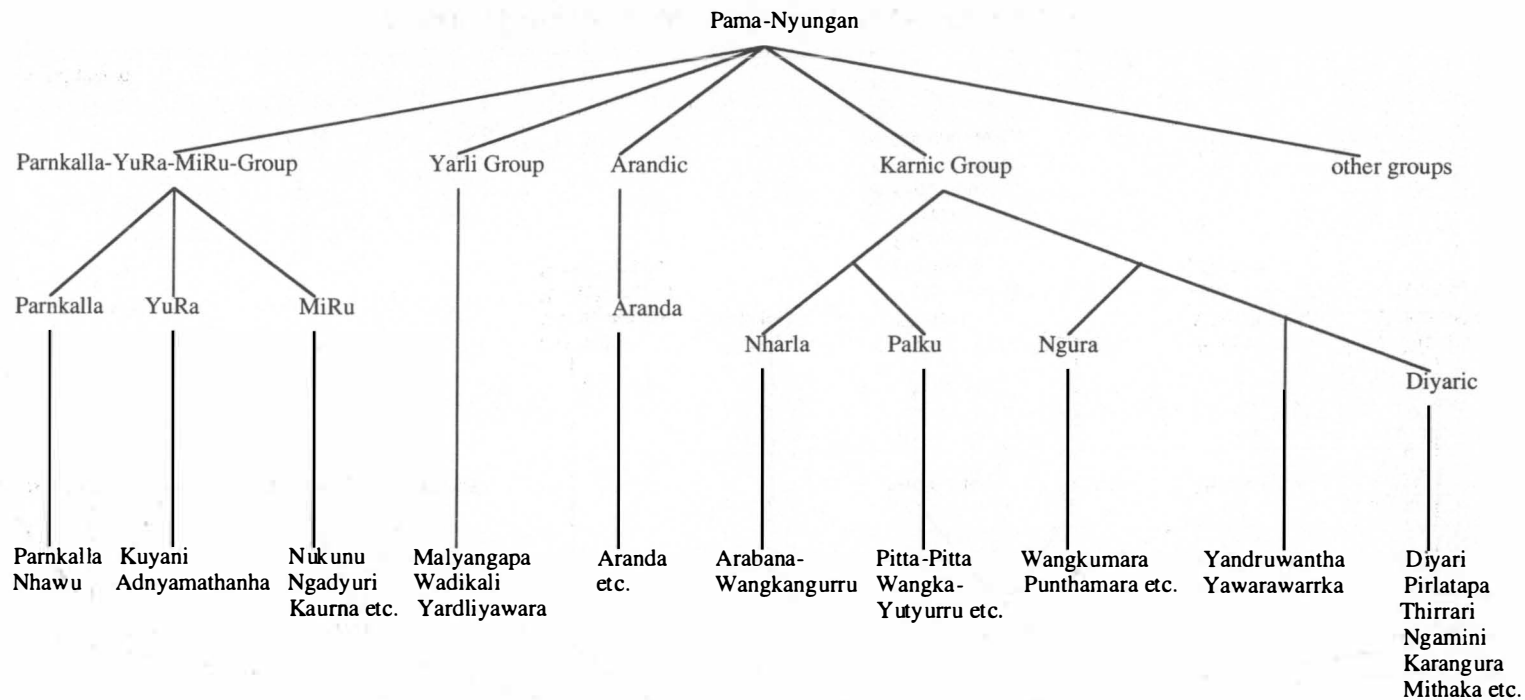 Pama-Nyungan
Parnkalla-YuRa-MiRu-Group
Yarli Group
Arandic
Karnic Group
other groups
Parnkalla
YuRa
MiRu
Aranda
Nharla
Palku
Ngura
Diyaric
Parnkalla
Nhawu
Kuyani
Adnyamathanha
Nukunu
Ngadyuri
Kaurna etc.
Malyangapa
Wadikali
Yardliyawara
Aranda
etc.
Arabana-
Wangkangurru
Pitta-Pitta
Wangka-
Yutyurru etc.
Wangkumara
Punthamara etc.
Yandruwantha
Yawarawarrka
Diyari
Pirlatapa
Thirrari
Ngamini
Karangura
Mithaka etc.